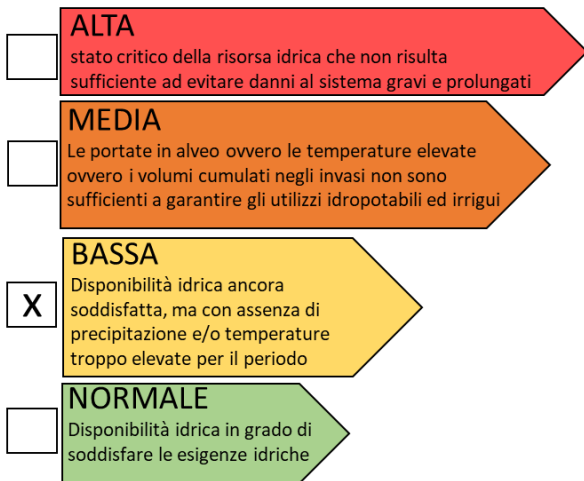 ALTA
stato critico della risorsa idrica che non risulta
sufficiente ad evitare danni al sistema gravi e prolungati
MEDIA
Le portate in alveo ovvero le temperature elevate
ovvero i volumi cumulati negli invasi non sono
sufficienti a garantire gli utilizzi idropotabili ed irrigui
X
BASSA
Disponibilità idrica ancora
soddisfatta, ma con assenza di
precipitazione e/o temperature
troppo elevate per il periodo
NORMALE
Disponibilità idrica in grado di
soddisfare le esigenze idriche